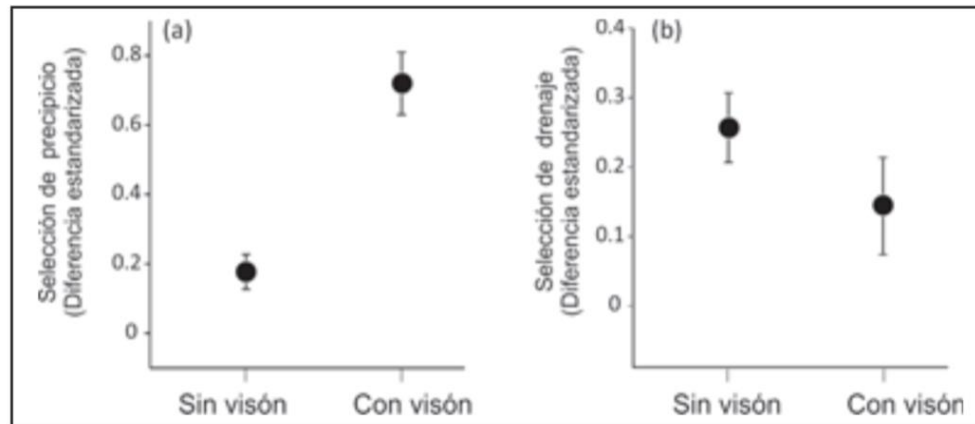 (a)
Selección de precipicio
(Diferencia estandarizada)
0.8
0.6
0.4
0.2
0
Sin visón
Con visón
(b)
Selección de drenaje
(Diferencia estandarizada)
0.4
0.3
0.2
0.1
0
Sin visón
Con visón